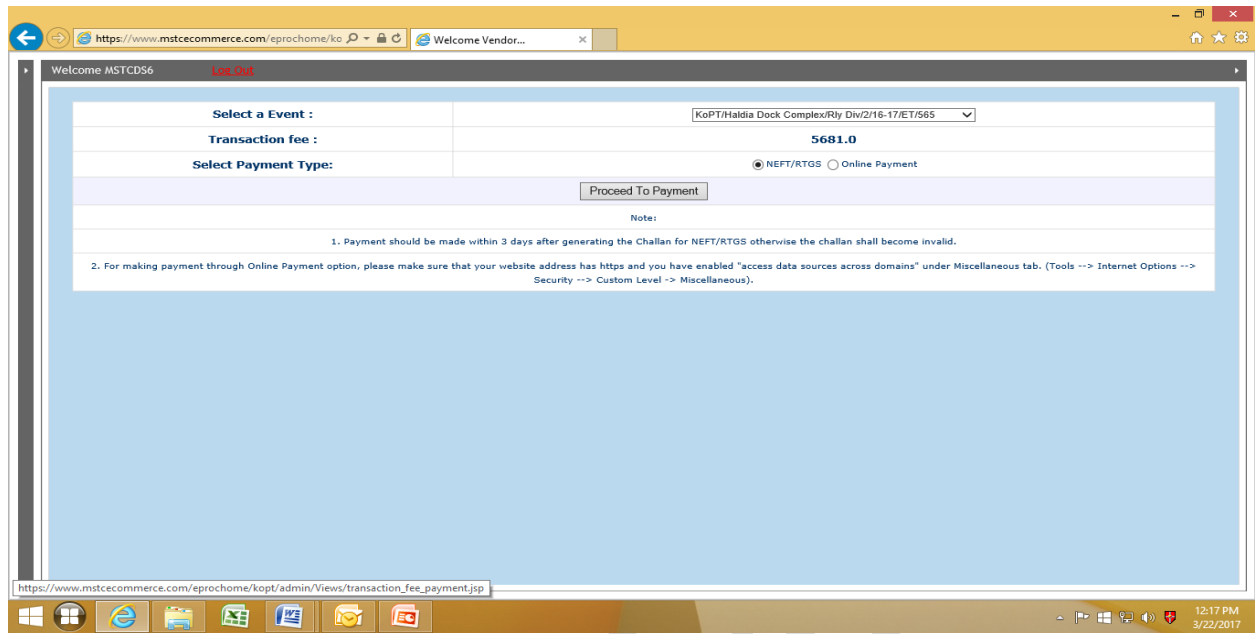 https://www.mstcecommerce.com/eprochome/ko
Welcome Vendor...
Welcome MSTCDS6 Log Out
Select a Event : KoPT/Haldia Dock Complex/Rly Div/2/16-17/ET/565
Transaction fee : 5681.0
Select Payment Type: NEFT/RTGS Online Payment
Proceed To Payment
Note:
1. Payment should be made within 3 days after generating the Challan for NEFT/RTGS otherwise the challan shall become invalid.
2. For making payment through Online Payment option, please make sure that your website address has https and you have enabled "access data sources across domains" under Miscellaneous tab. (Tools --> Internet Options -->
Security --> Custom Level -> Miscellaneous).
https://www.mstcecommerce.com/eprochome/kopt/admin/Views/transaction_fee_payment.jsp
12:17 PM
3/22/2017